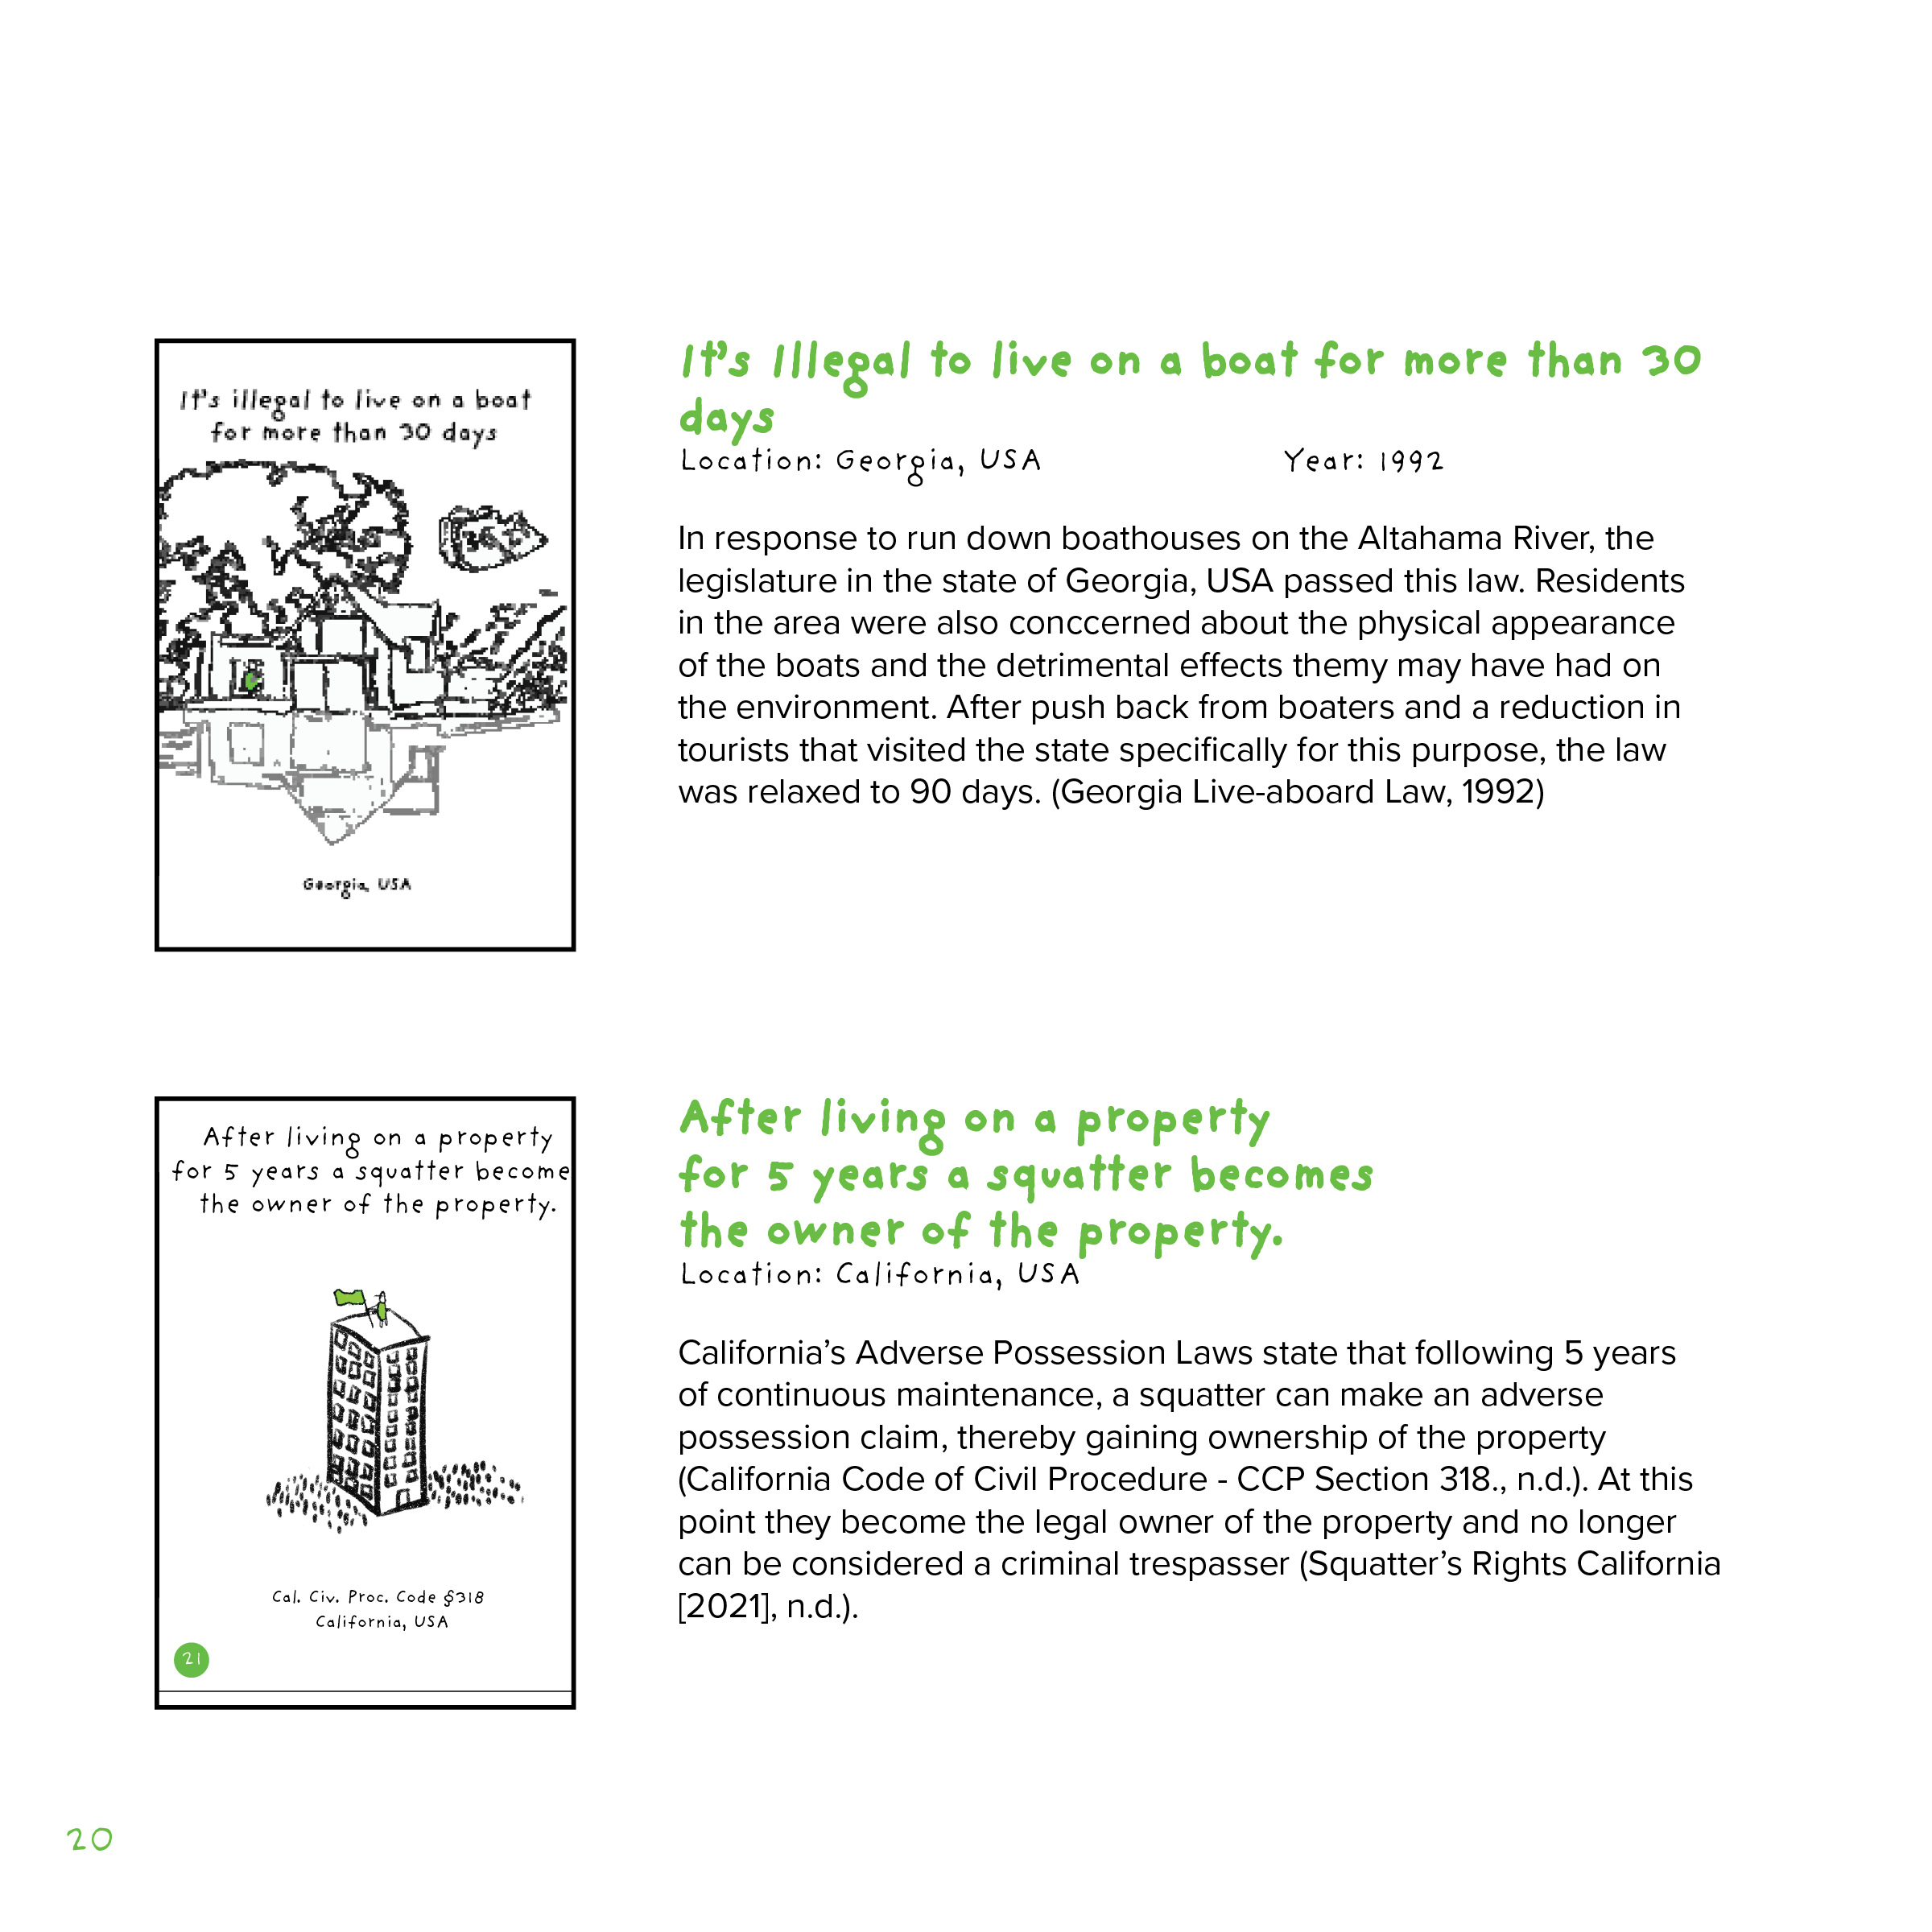 It's illegal to live on a boat
for more than 30 days
Georgia, USA
It's Illegal to live on a boat for more than 30
days
Location: Georgia, USA Year: 1992
In response to run down boathouses on the Altahama River, the
legislature in the state of Georgia, USA passed this law. Residents
in the area were also conccerned about the physical appearance
of the boats and the detrimental effects themy may have had on
the environment. After push back from boaters and a reduction in
tourists that visited the state specifically for this purpose, the law
was relaxed to 90 days. (Georgia Live-aboard Law, 1992)
After living on a property
for 5 years a squatter become
the owner of the property.
Cal. Civ. Proc. Code §318
California, USA
21
After living on a property
for 5 years a squatter becomes
the owner of the property.
Location: California, USA
California's Adverse Possession Laws state that following 5 years
of continuous maintenance, a squatter can make an adverse
possession claim, thereby gaining ownership of the property
(California Code of Civil Procedure - CCP Section 318., n.d.). At this
point they become the legal owner of the property and no longer
can be considered a criminal trespasser (Squatter's Rights California
[2021], n.d.).
20